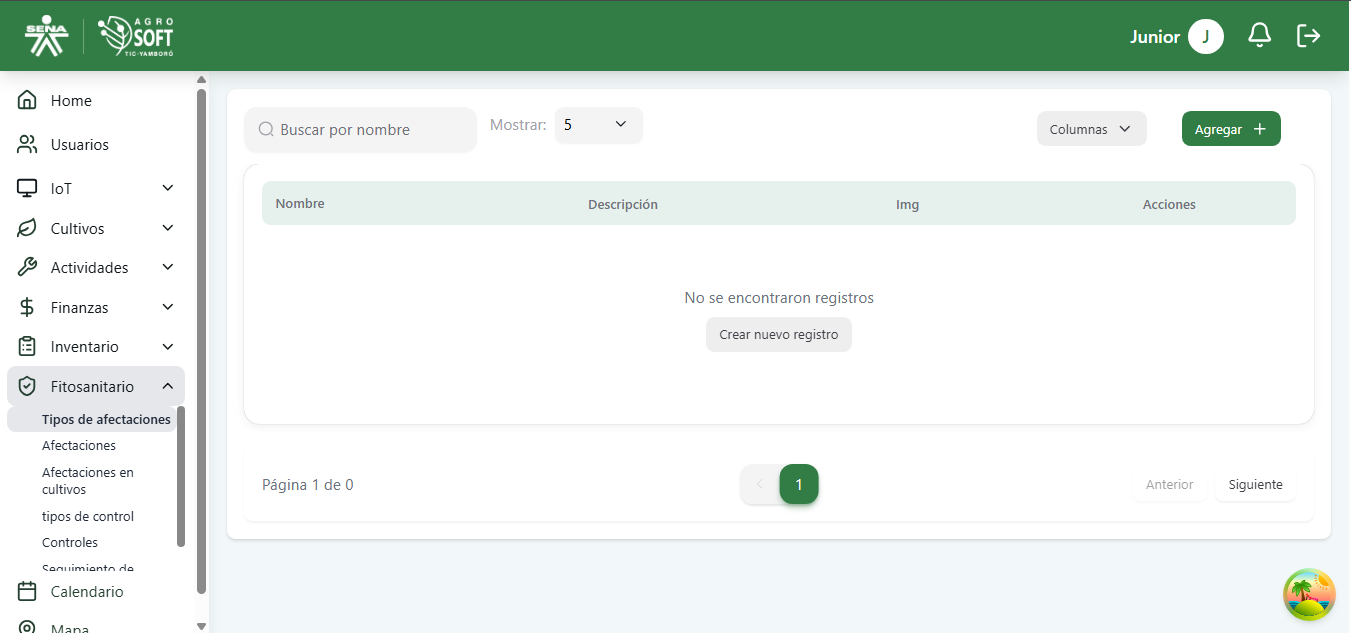 SENA
AGRO
SOFT
TIC-YAMBORÓ
Junior
J
Home
Usuarios
IoT
Cultivos
Actividades
Finanzas
Inventario
Fitosanitario
Tipos de afectaciones
Afectaciones
Afectaciones en
cultivos
tipos de control
Controles
Seguimiento de
Calendario
Mapa
Buscar por nombre
Mostrar:
5
Columnas
Agregar
Nombre
Descripción
Img
Acciones
No se encontraron registros
Crear nuevo registro
Página 1 de 0
1
Anterior
Siguiente